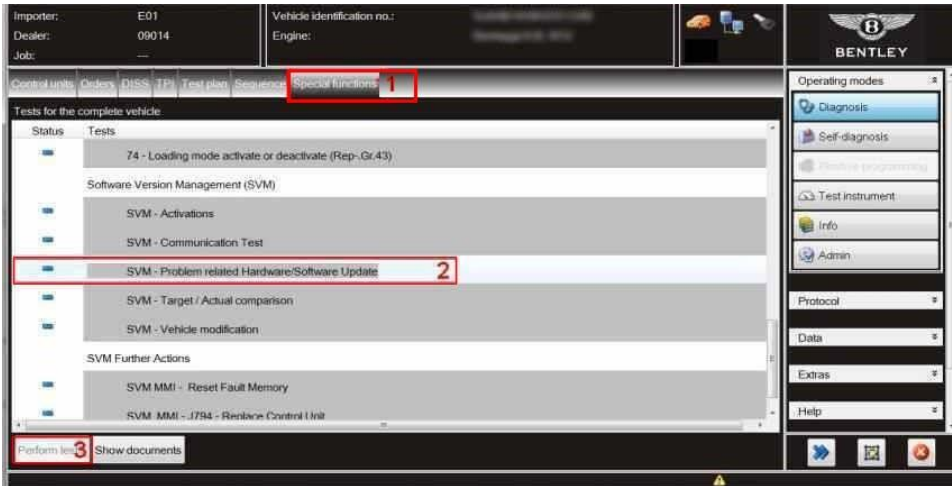 Importer: E01 Vehicle identification no.:
Dealer: 09014 Engine:
Job: ---
BENTLEY
Control units Orders DISS TPI Test plan Sequence Special functions 1
Tests for the complete vehicle
Status Tests
74 - Loading mode activate or deactivate (Rep-.Gr.43)
Software Version Management (SVM)
SVM - Activations
SVM - Communication Test
SVM - Problem related Hardware/Software Update 2
SVM - Target / Actual comparison
SVM - Vehicle modification
SVM Further Actions
SVM MMI - Reset Fault Memory
SVM MMI - J794 - Replace Control Unit
Perform 3 Show documents
Operating modes
Diagnosis
Self-diagnosis
Test instrument
Info
Admin
Protocol
Data
Extras
Help